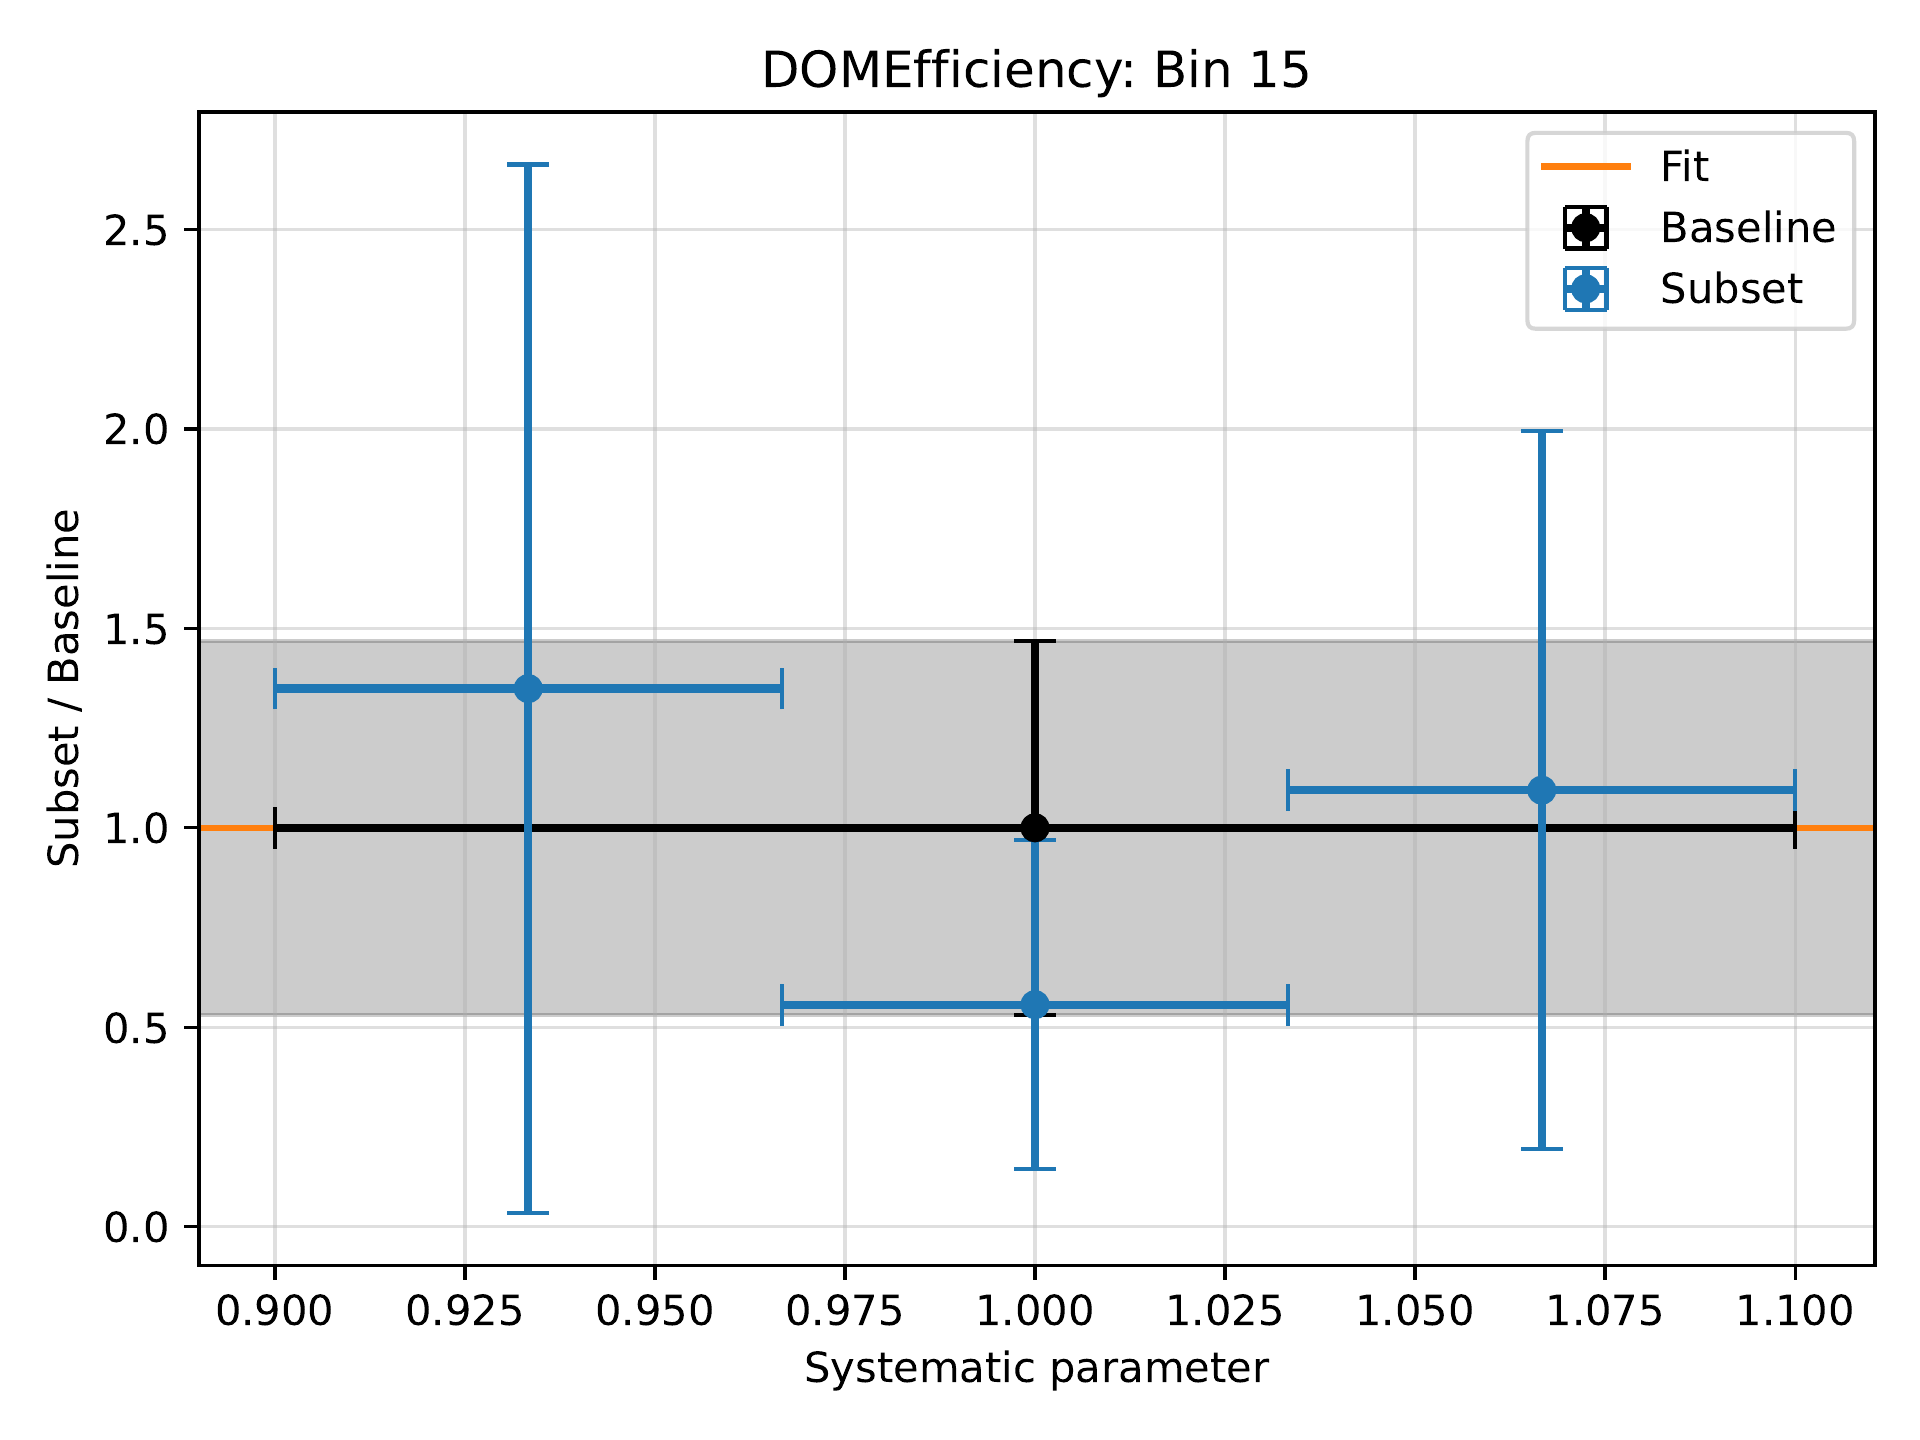 DOMEfficiency: Bin 15
Fit
Baseline
Subset
Subset / Baseline
2.5
2.0
1.5
1.0
0.5
0.0
0.900 0.925 0.950 0.975 1.000 1.025 1.050 1.075 1.100
Systematic parameter